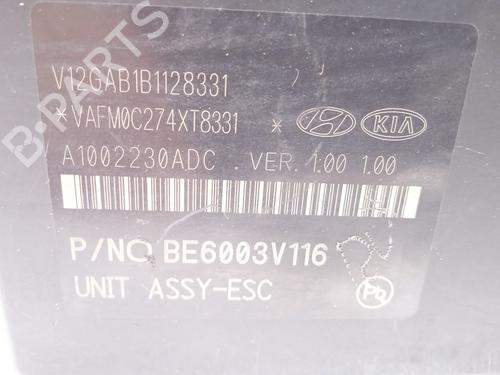 V12GAB1B1128331
*VAFM0C274XT8331 * KIA
A1002230ADC . VER. 1.00 1.00
P/NO BE6003V116
UNIT ASSY-ESC
Pb
B-PARTS